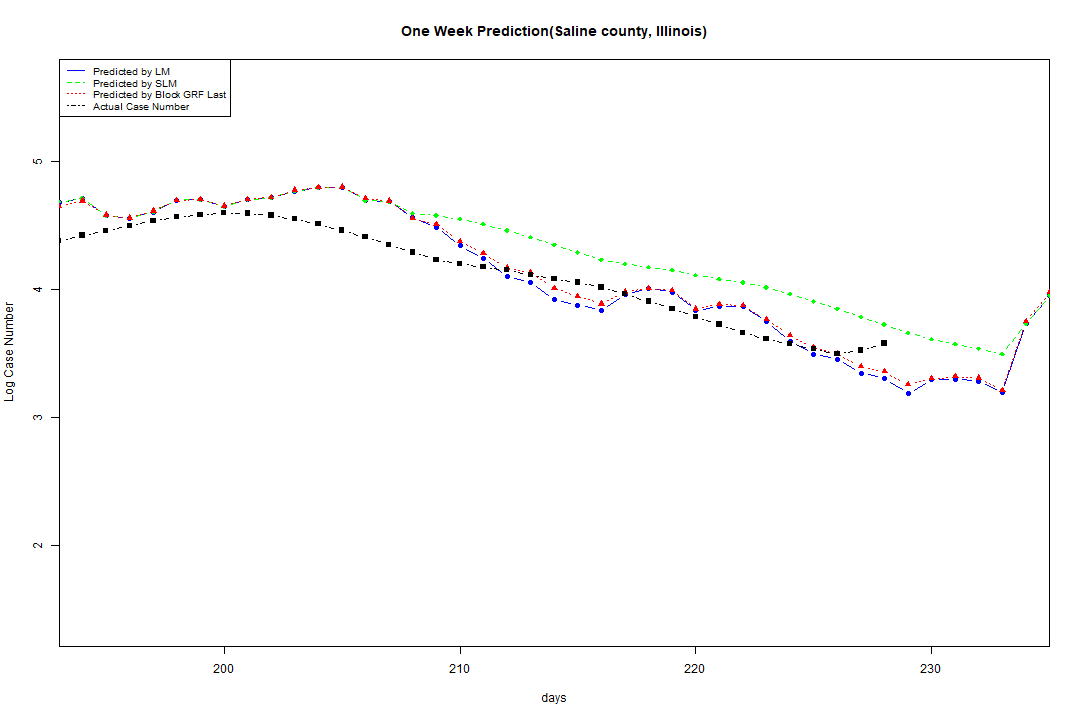 One Week Prediction(Saline county, Illinois)
Predicted by LM
Predicted by SLM
Predicted by Block GRF Last
Actual Case Number
5
4
3
2
Log Case Number
200 210 220 230
days